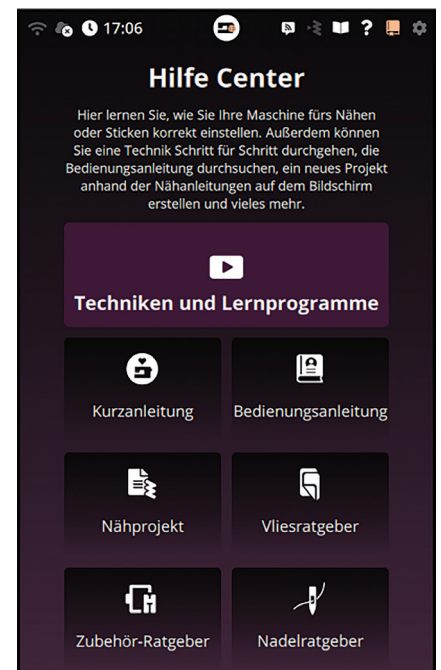 17:06
?
Hilfe Center
Hier lernen Sie, wie Sie Ihre Maschine fürs Nähen
oder Sticken korrekt einstellen. Außerdem können
Sie eine Technik Schritt für Schritt durchgehen, die
Bedienungsanleitung durchsuchen, ein neues Projekt
anhand der Nähanleitungen auf dem Bildschirm
erstellen und vieles mehr.
Techniken und Lernprogramme
Kurzanleitung
Bedienungsanleitung
Nähprojekt
Vliesratgeber
Zubehör-Ratgeber
Nadelratgeber